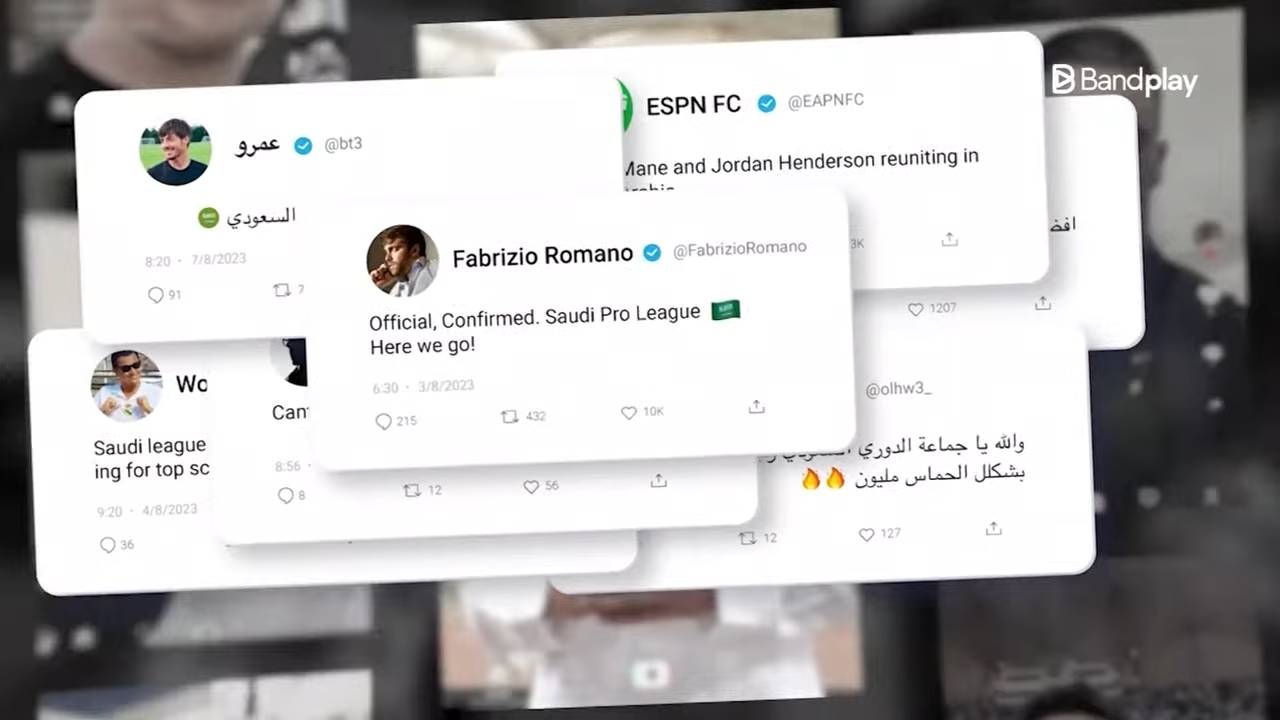 Bandplay
عمرو @bt3
السعودي
8:20 · 7/8/2023
91
7
ESPN FC @EAPNFC
Mane and Jordan Henderson reuniting in
3K
افض
1207
Fabrizio Romano @FabrizioRomano
Official, Confirmed. Saudi Pro League
Here we go!
6:30 · 3/8/2023
215 432 10K
Wo
Saudi league
ing for top sc
9:20 · 4/8/2023
36
Can
8:56 ·
8 12 56
@olhw3_
والله يا جماعة الدوري
بشكلل الحماس مليون 🔥🔥
12 127